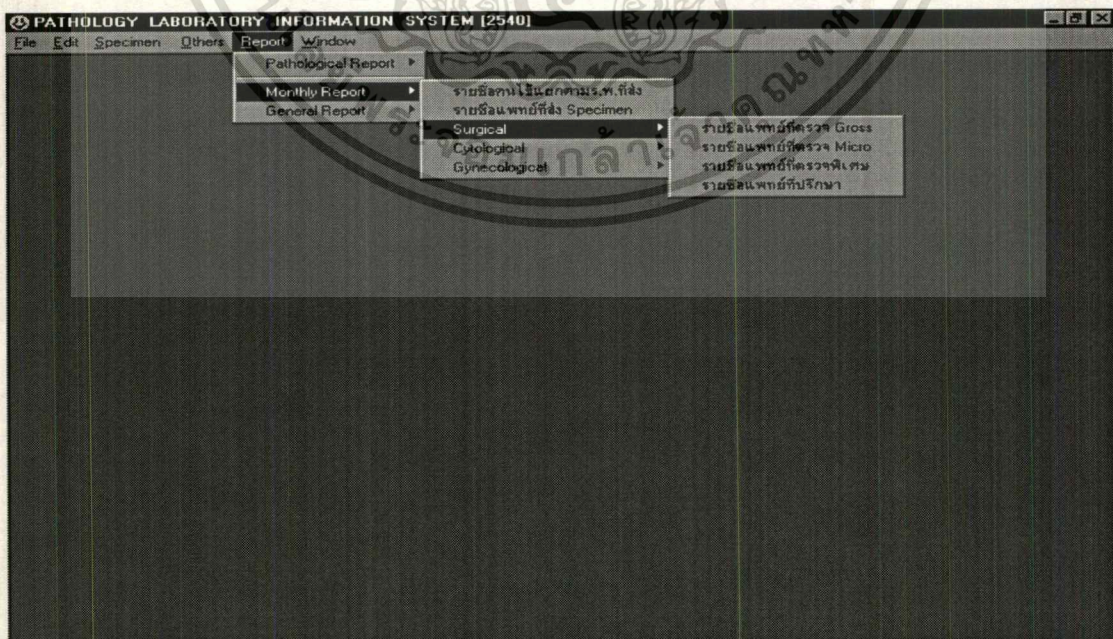 PATHOLOGY LABORATORY INFORMATION SYSTEM [2540]
File Edit Specimen Others Report Window
Pathological Report
Monthly Report
General Report
รายชื่อคนไข้แยกตามร.พ.ที่ส่ง
รายชื่อแพทย์ที่ส่ง Specimen
Surgical
Cytological
Gynecological
รายชื่อแพทย์ที่ตรวจ Gross
รายชื่อแพทย์ที่ตรวจ Micro
รายชื่อแพทย์ที่ตรวจพิเศษ
รายชื่อแพทย์ที่ปรึกษา